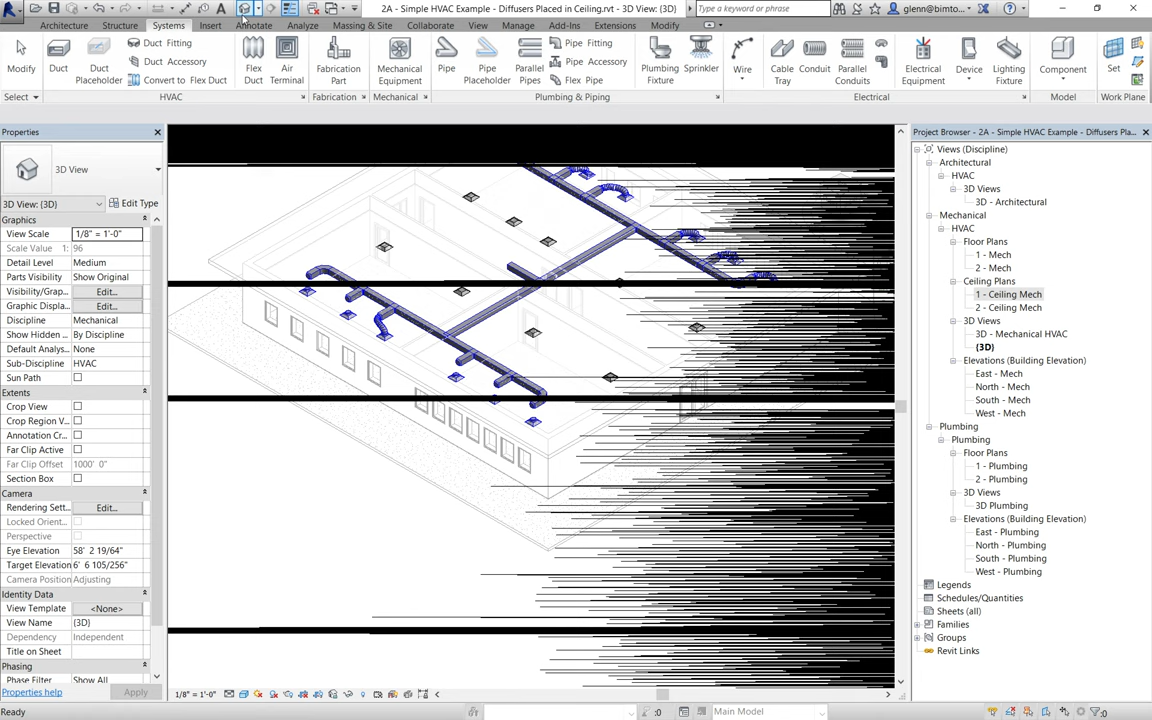 2A - Simple HVAC Example - Diffusers Placed in Ceiling.rvt - 3D View: {3D}
Type a keyword or phrase
glenn@bimto...
Architecture Structure Systems Insert Annotate Analyze Massing & Site Collaborate View Manage Add-Ins Extensions Modify
Modify
Duct
Duct Placeholder
Duct Fitting
Duct Accessory
Convert to Flex Duct
Flex Duct
Air Terminal
Fabrication Part
Mechanical Equipment
Pipe
Pipe Placeholder
Parallel Pipes
Pipe Fitting
Pipe Accessory
Flex Pipe
Plumbing Fixture
Sprinkler
Wire
Cable Tray
Conduit
Parallel Conduits
Electrical Equipment
Device
Lighting Fixture
Component
Set
Select HVAC Fabrication Mechanical Plumbing & Piping Electrical Model Work Plane
Properties
3D View
3D View: {3D} Edit Type
Graphics
View Scale 1/8" = 1'-0"
Scale Value 1: 96
Detail Level Medium
Parts Visibility Show Original
Visibility/Grap... Edit...
Graphic Displa... Edit...
Discipline Mechanical
Show Hidden ... By Discipline
Default Analys... None
Sub-Discipline HVAC
Sun Path
Extents
Crop View
Crop Region V...
Annotation Cr...
Far Clip Active
Far Clip Offset 1000' 0"
Section Box
Camera
Rendering Sett... Edit...
Locked Orient...
Perspective
Eye Elevation 58' 2 19/64"
Target Elevation 6' 6 105/256"
Camera Position Adjusting
Identity Data
View Template <None>
View Name {3D}
Dependency Independent
Title on Sheet
Phasing
Phase Filter Show All
Properties help Apply
Project Browser - 2A - Simple HVAC Example - Diffusers Pla...
Views (Discipline)
Architectural
HVAC
3D Views
3D - Architectural
Mechanical
HVAC
Floor Plans
1 - Mech
2 - Mech
Ceiling Plans
1 - Ceiling Mech
2 - Ceiling Mech
3D Views
3D - Mechanical HVAC
{3D}
Elevations (Building Elevation)
East - Mech
North - Mech
South - Mech
West - Mech
Plumbing
Plumbing
Floor Plans
1 - Plumbing
2 - Plumbing
3D Views
3D Plumbing
Elevations (Building Elevation)
East - Plumbing
North - Plumbing
South - Plumbing
West - Plumbing
Legends
Schedules/Quantities
Sheets (all)
Families
Groups
Revit Links
1/8" = 1'-0"
:0
Main Model
:0